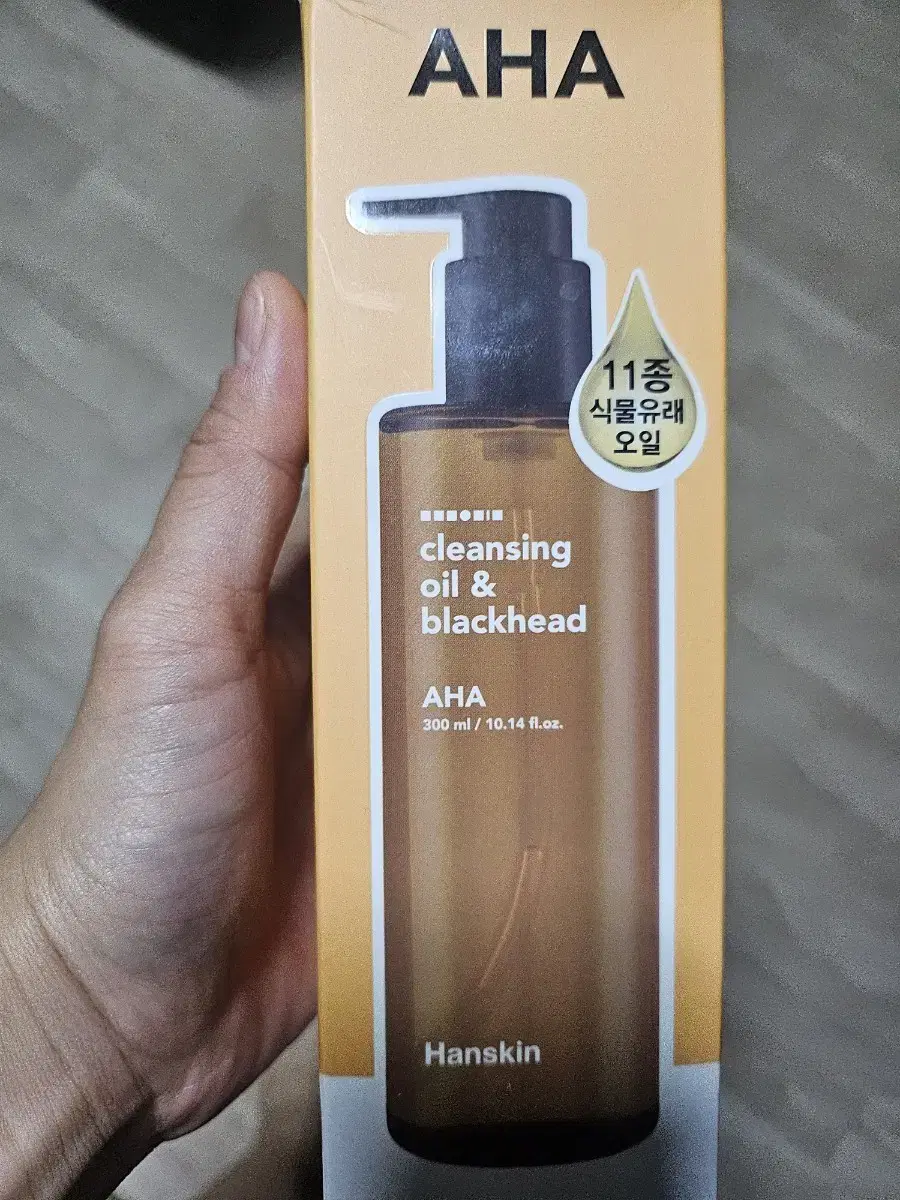 AHA
11종
식물유래
오일
cleansing
oil &
blackhead
AHA
300 ml / 10.14 fl.oz.
Hanskin